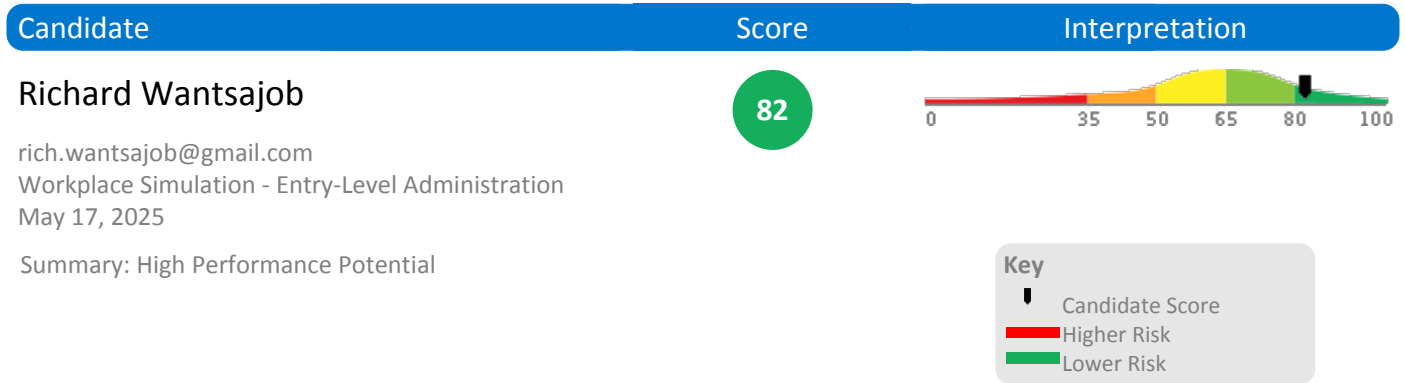 Candidate Score Interpretation
Richard Wantsajob
82
0 35 50 65 80 100
rich.wantsajob@gmail.com
Workplace Simulation - Entry-Level Administration
May 17, 2025
Summary: High Performance Potential
Key
Candidate Score
Higher Risk
Lower Risk